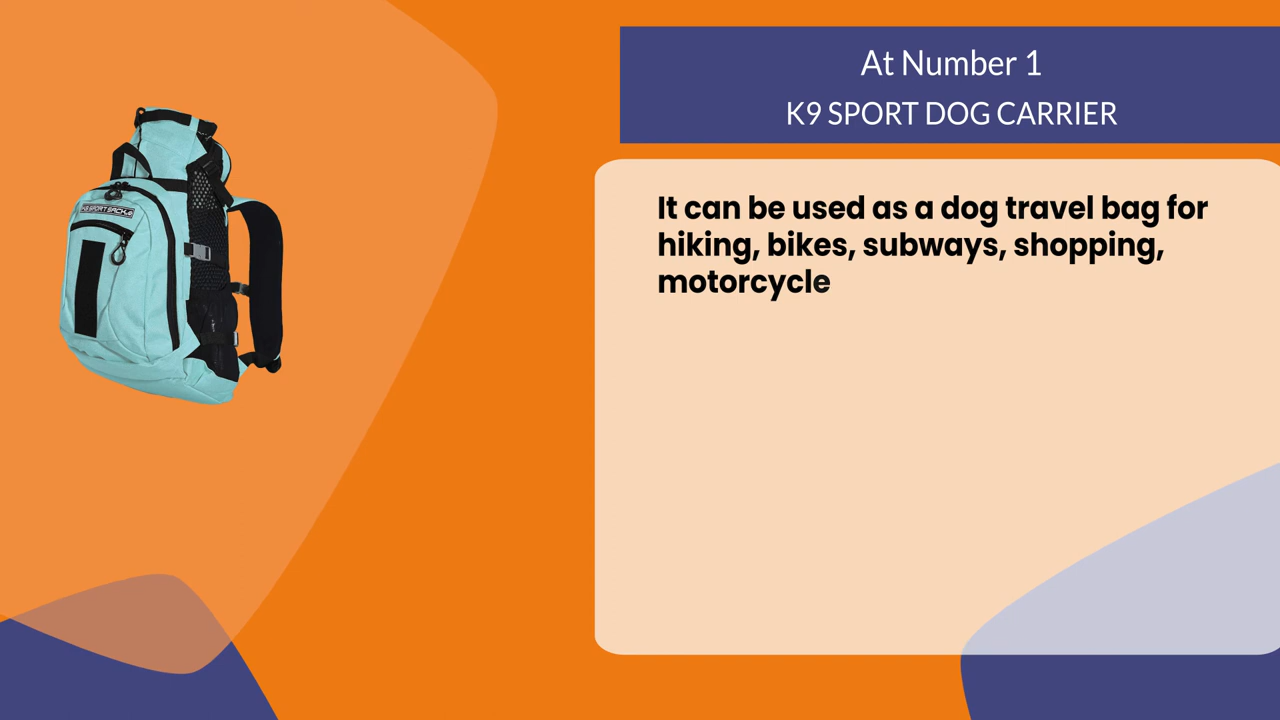 At Number 1
K9 SPORT DOG CARRIER
It can be used as a dog travel bag for
hiking, bikes, subways, shopping,
motorcycle
K9 SPORT SACK